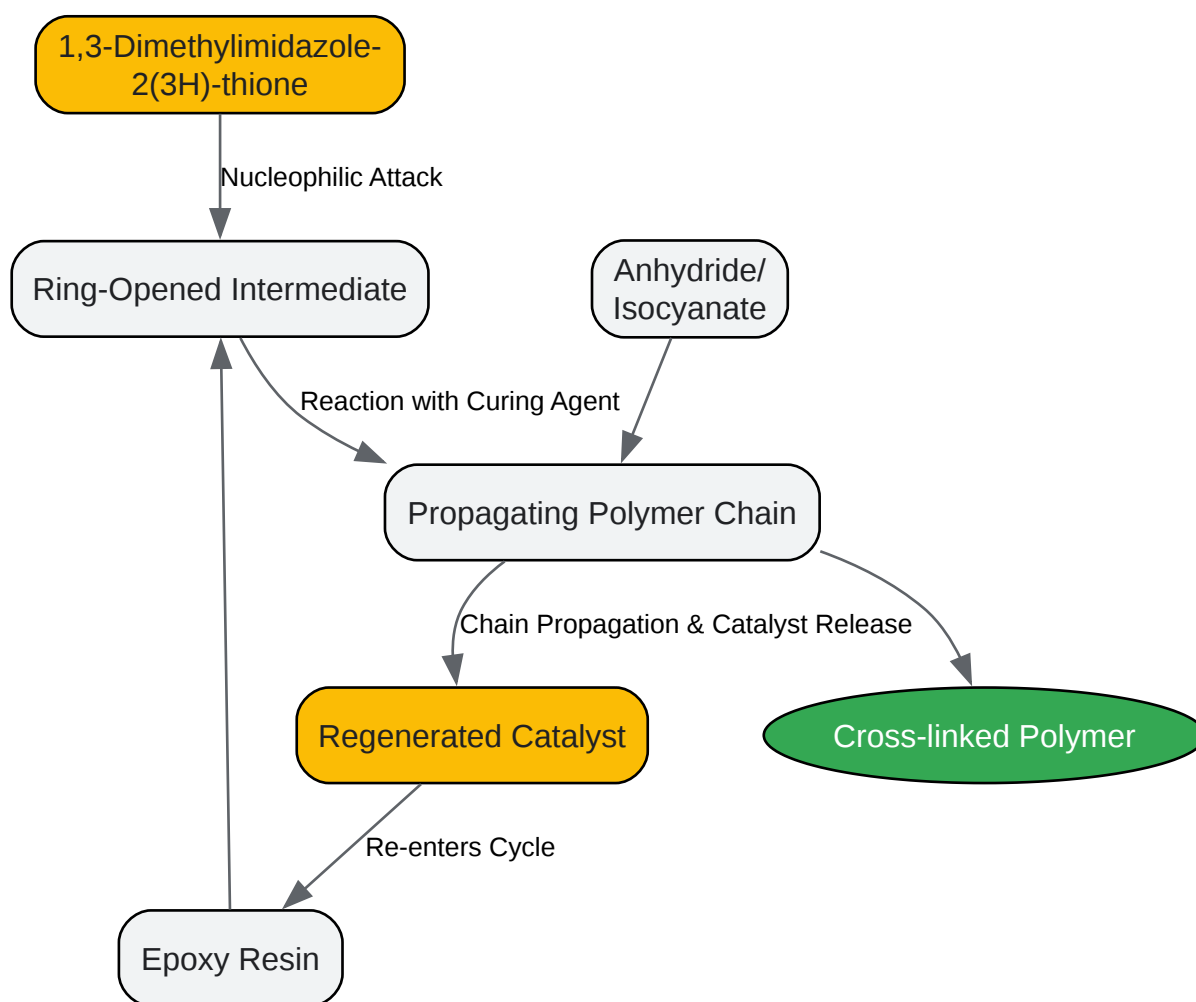 1,3-Dimethylimidazole-
2(3H)-thione
Nucleophilic Attack
Ring-Opened Intermediate
Anhydride/
Isocyanate
Reaction with Curing Agent
Propagating Polymer Chain
Chain Propagation & Catalyst Release
Regenerated Catalyst
Cross-linked Polymer
Re-enters Cycle
Epoxy Resin